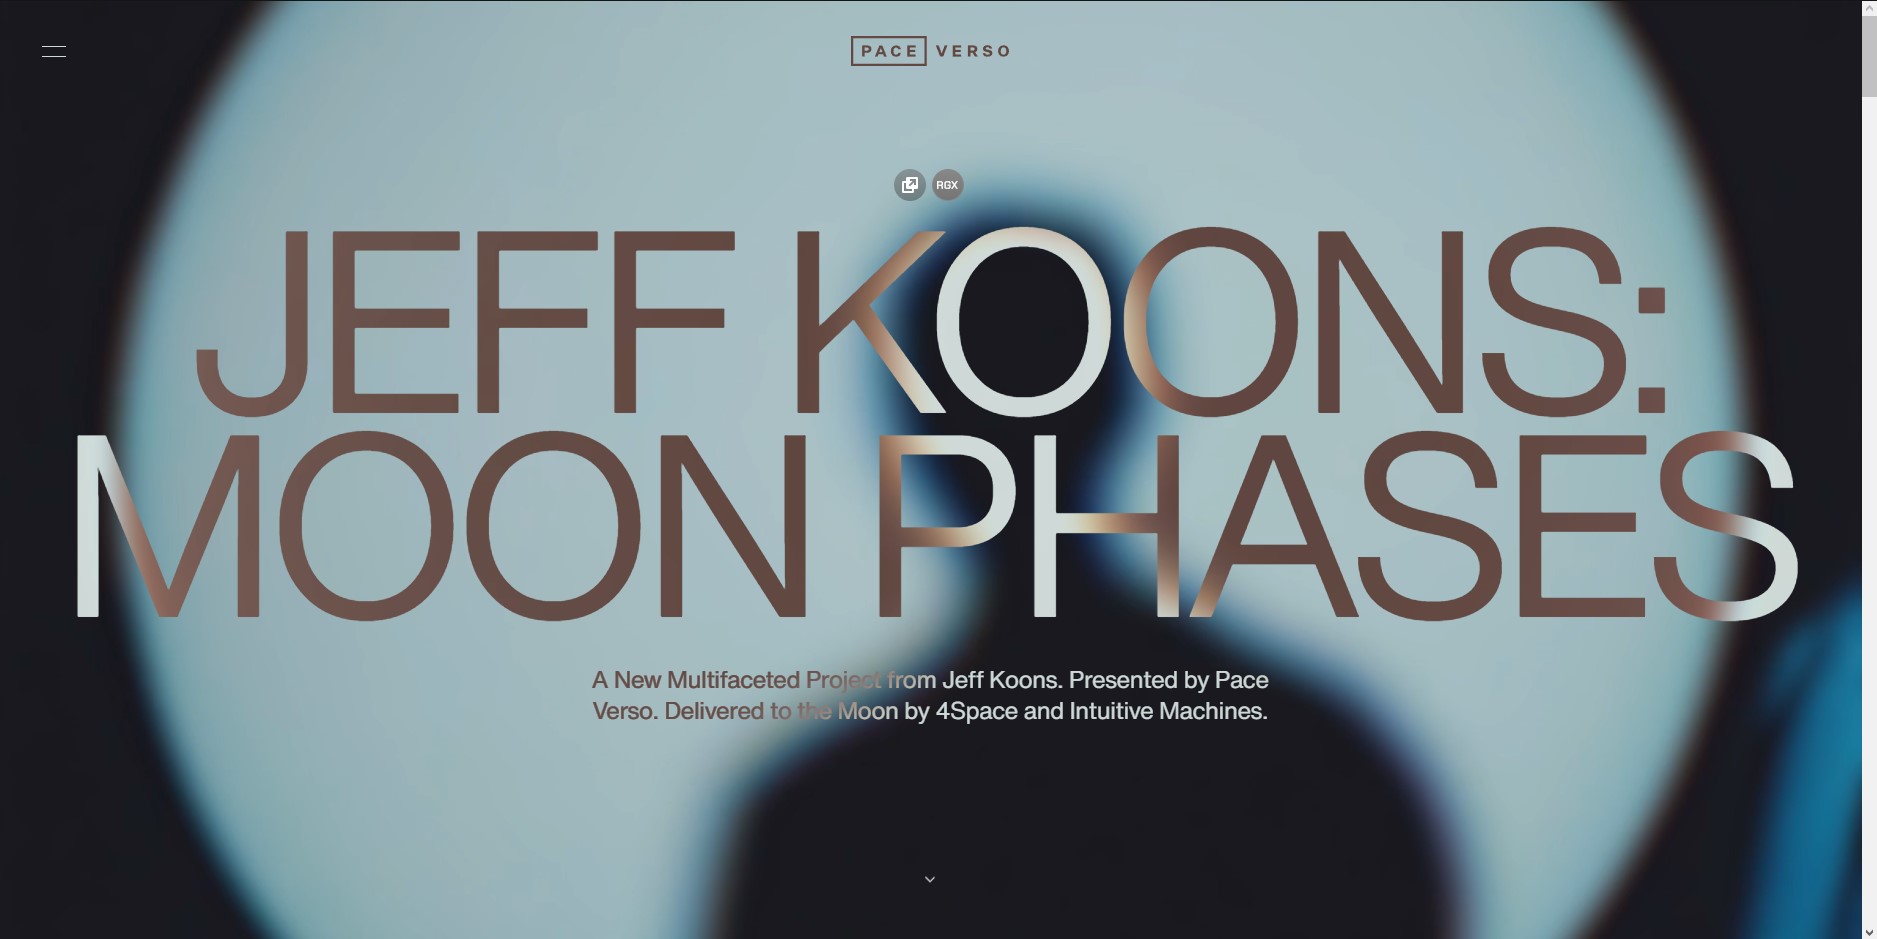 PACE VERSO
RGX
JEFF KOONS:
MOON PHASES
A New Multifaceted Project from Jeff Koons. Presented by Pace
Verso. Delivered to the Moon by 4Space and Intuitive Machines.